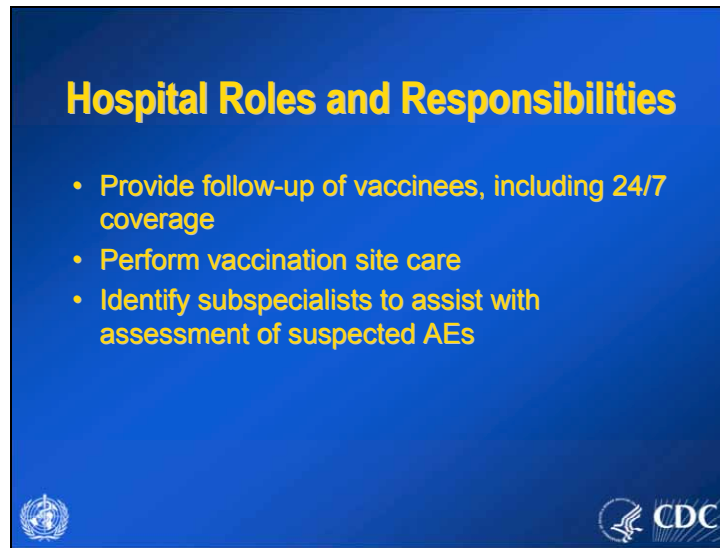 Hospital Roles and Responsibilities
• Provide follow-up of vaccinees, including 24/7
coverage
• Perform vaccination site care
• Identify subspecialists to assist with
assessment of suspected AEs
CDC